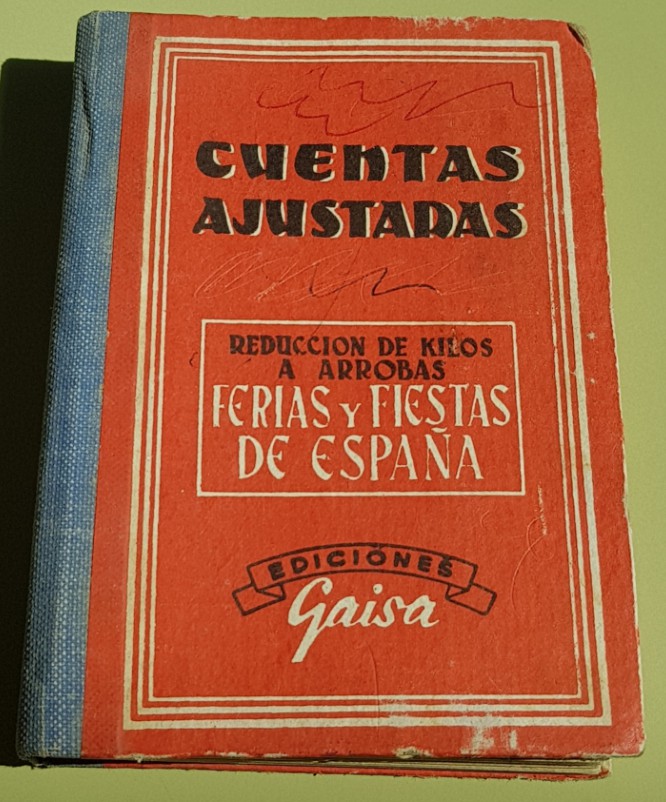 CUENTAS
AJUSTADAS
REDUCCION DE KILOS
A ARROBAS
FERIAS Y FIESTAS
DE ESPAÑA
EDICIONES
Gaisa